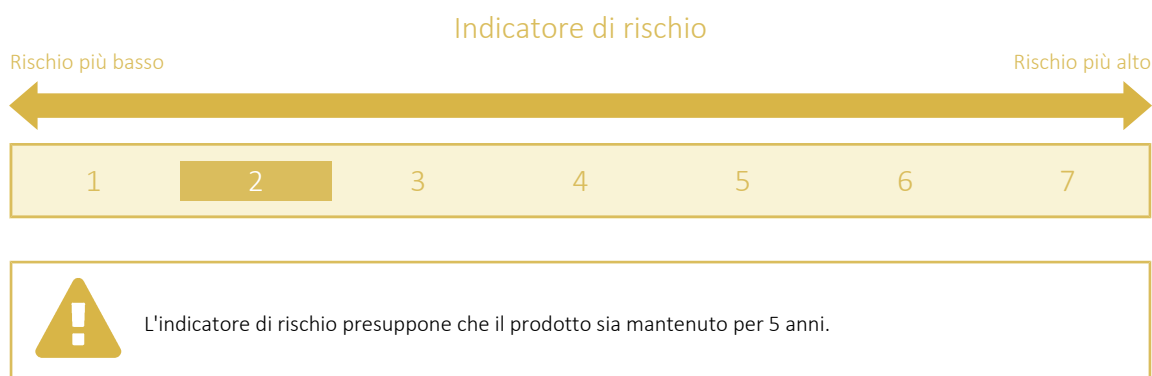 Indicatore di rischio
Rischio più basso Rischio più alto
1 2 3 4 5 6 7
L'indicatore di rischio presuppone che il prodotto sia mantenuto per 5 anni.